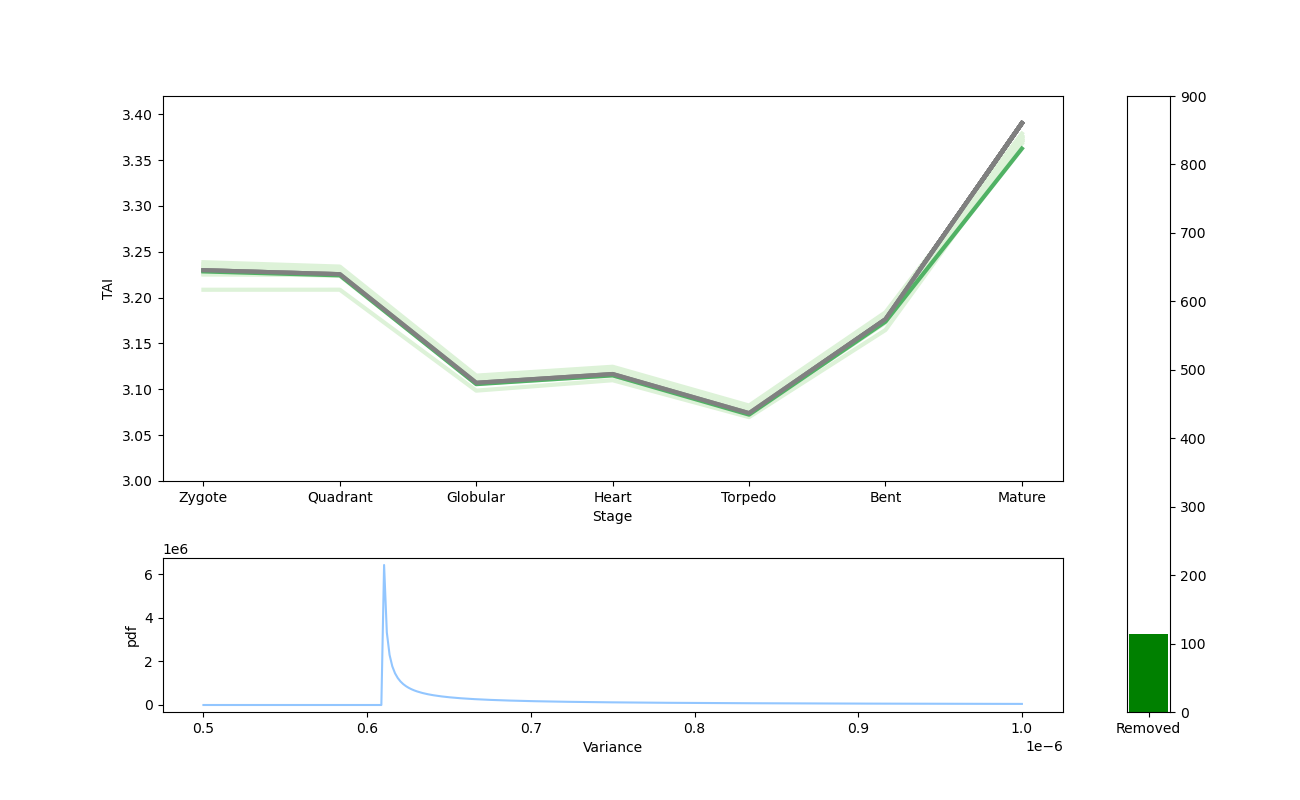 3.40
3.35
3.30
3.25
3.20
3.15
3.10
3.05
3.00
TAI
Zygote Quadrant Globular Heart Torpedo Bent Mature
Stage
1e6
6
4
2
0
pdf
0.5 0.6 0.7 0.8 0.9 1.0
1e−6
Variance
900
800
700
600
500
400
300
200
100
0
Removed